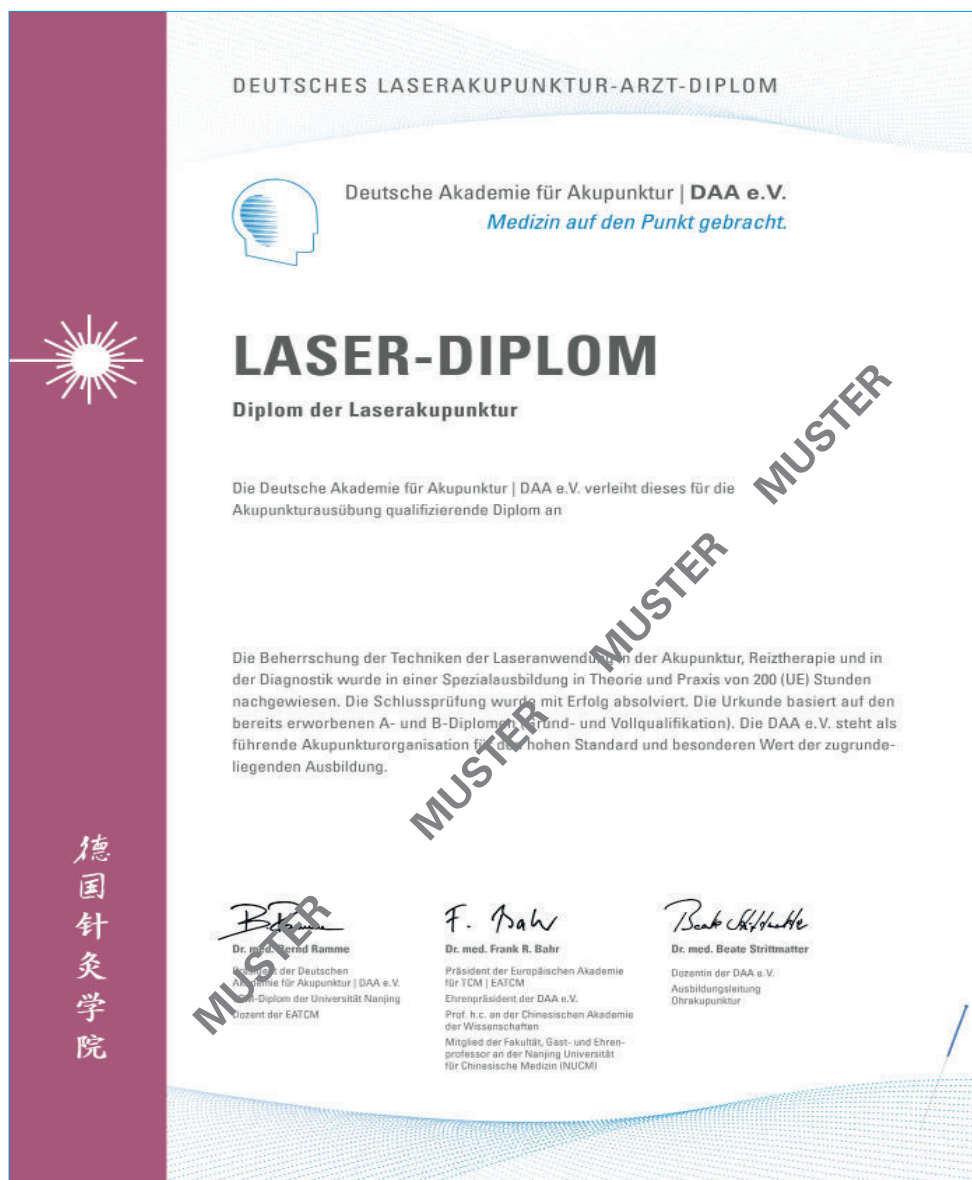 DEUTSCHES LASERAKUPUNKTUR-ARZT-DIPLOM
Deutsche Akademie für Akupunktur | DAA e.V.
Medizin auf den Punkt gebracht.
LASER-DIPLOM
Diplom der Laserakupunktur
Die Deutsche Akademie für Akupunktur | DAA e.V. verleiht dieses für die
Akupunkturausübung qualifizierende Diplom an
MUSTER
MUSTER
Die Beherrschung der Techniken der Laseranwendung in der Akupunktur, Reiztherapie und in
der Diagnostik wurde in einer Spezialausbildung in Theorie und Praxis von 200 (UE) Stunden
nachgewiesen. Die Schlussprüfung wurde mit Erfolg absolviert. Die Urkunde basiert auf den
bereits erworbenen A- und B-Diplomen (Grund- und Vollqualifikation). Die DAA e.V. steht als
führende Akupunkturorganisation für den hohen Standard und besonderen Wert der zugrunde-
liegenden Ausbildung.
MUSTER
MUSTER
德国针灸学院
F. Bahr
Beate Strittmatter
Dr. med. Bernd Ramme
Präsident der Deutschen
Akademie für Akupunktur | DAA e.V.
TCM-Diplom der Universität Nanjing
Dozent der EATCM
Dr. med. Frank R. Bahr
Präsident der Europäischen Akademie
für TCM | EATCM
Ehrenpräsident der DAA e.V.
Prof. h.c. an der Chinesischen Akademie
der Wissenschaften
Mitglied der Fakultät, Gast- und Ehren-
professor an der Nanjing Universität
für Chinesische Medizin (NUCM)
Dr. med. Beate Strittmatter
Dozentin der DAA e.V.
Ausbildungsleitung
Ohrakupunktur